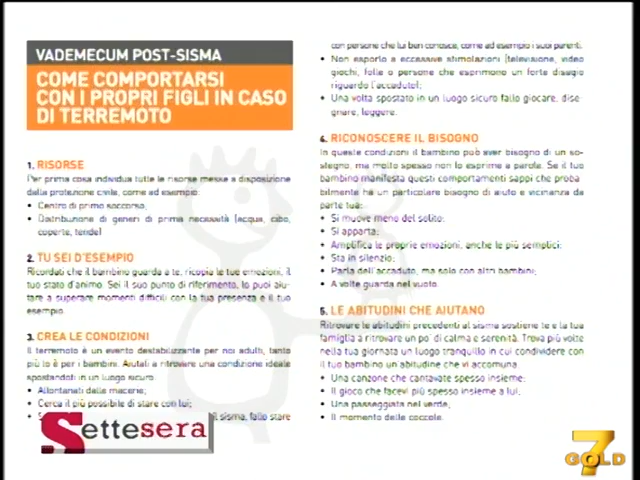 VADEMECUM POST-SISMA
COME COMPORTARSI
CON I PROPRI FIGLI IN CASO
DI TERREMOTO
1. RISORSE
Per prima cosa individua tutte le risorse messe a disposizione
dalla protezione civile, come ad esempio:
• Centro di primo soccorso;
• Distribuzione di generi di prima necessità (acqua, cibo,
coperte, tende)
2. TU SEI D'ESEMPIO
Ricordati che il bambino guarda a te, ricopia le tue emozioni, il
tuo stato d'animo. Sei il suo punto di riferimento, lo puoi aiu-
tare a superare momenti difficili con la tua presenza e il tuo
esempio.
3. CREA LE CONDIZIONI
Il terremoto è un evento destabilizzante per noi adulti, tanto
più lo è per i bambini. Aiutali a ritrovare una condizione ideale
spostandoti in un luogo sicuro.
• Allontanati dalle macerie;
• Cerca il più possibile di stare con lui;
il sisma, fallo stare
con persone che lui ben conosce, come ad esempio i suoi parenti.
• Non esporlo a eccessive stimolazioni (televisione, video
giochi, folle o persone che esprimono un forte disagio
riguardo l'accaduto);
• Una volta spostato in un luogo sicuro fallo giocare, dise-
gnare, leggere.
4. RICONOSCERE IL BISOGNO
In queste condizioni il bambino può aver bisogno di un so-
stegno, ma molto spesso non lo esprime a parole. Se il tuo
bambino manifesta questi comportamenti sappi che proba-
bilmente ha un particolare bisogno di aiuto e vicinanza da
parte tua:
• Si muove meno del solito;
• Si apparta;
• Amplifica le proprie emozioni, anche le più semplici;
• Sta in silenzio;
• Parla dell'accaduto, ma solo con altri bambini;
• A volte guarda nel vuoto.
5. LE ABITUDINI CHE AIUTANO
Ritrovare le abitudini precedenti al sisma sostiene te e la tua
famiglia a ritrovare un po' di calma e serenità. Trova più volte
nella tua giornata un luogo tranquillo in cui condividere con
il tuo bambino un abitudine che vi accomuna.
• Una canzone che cantavate spesso insieme;
• Il gioco che facevi più spesso insieme a lui;
• Una passeggiata nel verde;
• Il momento delle coccole.
Settesera
7
GOLD